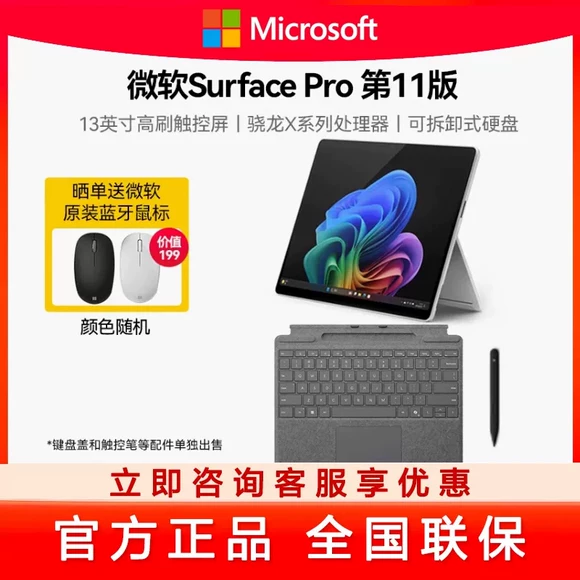 Microsoft
微软Surface Pro 第11版
13英寸高刷触控屏|骁龙X系列处理器|可拆卸式硬盘
晒单送微软
原装蓝牙鼠标
价值
199
颜色随机
*键盘盖和触控笔等配件单独出售
立即咨询客服享优惠
官方正品 全国联保